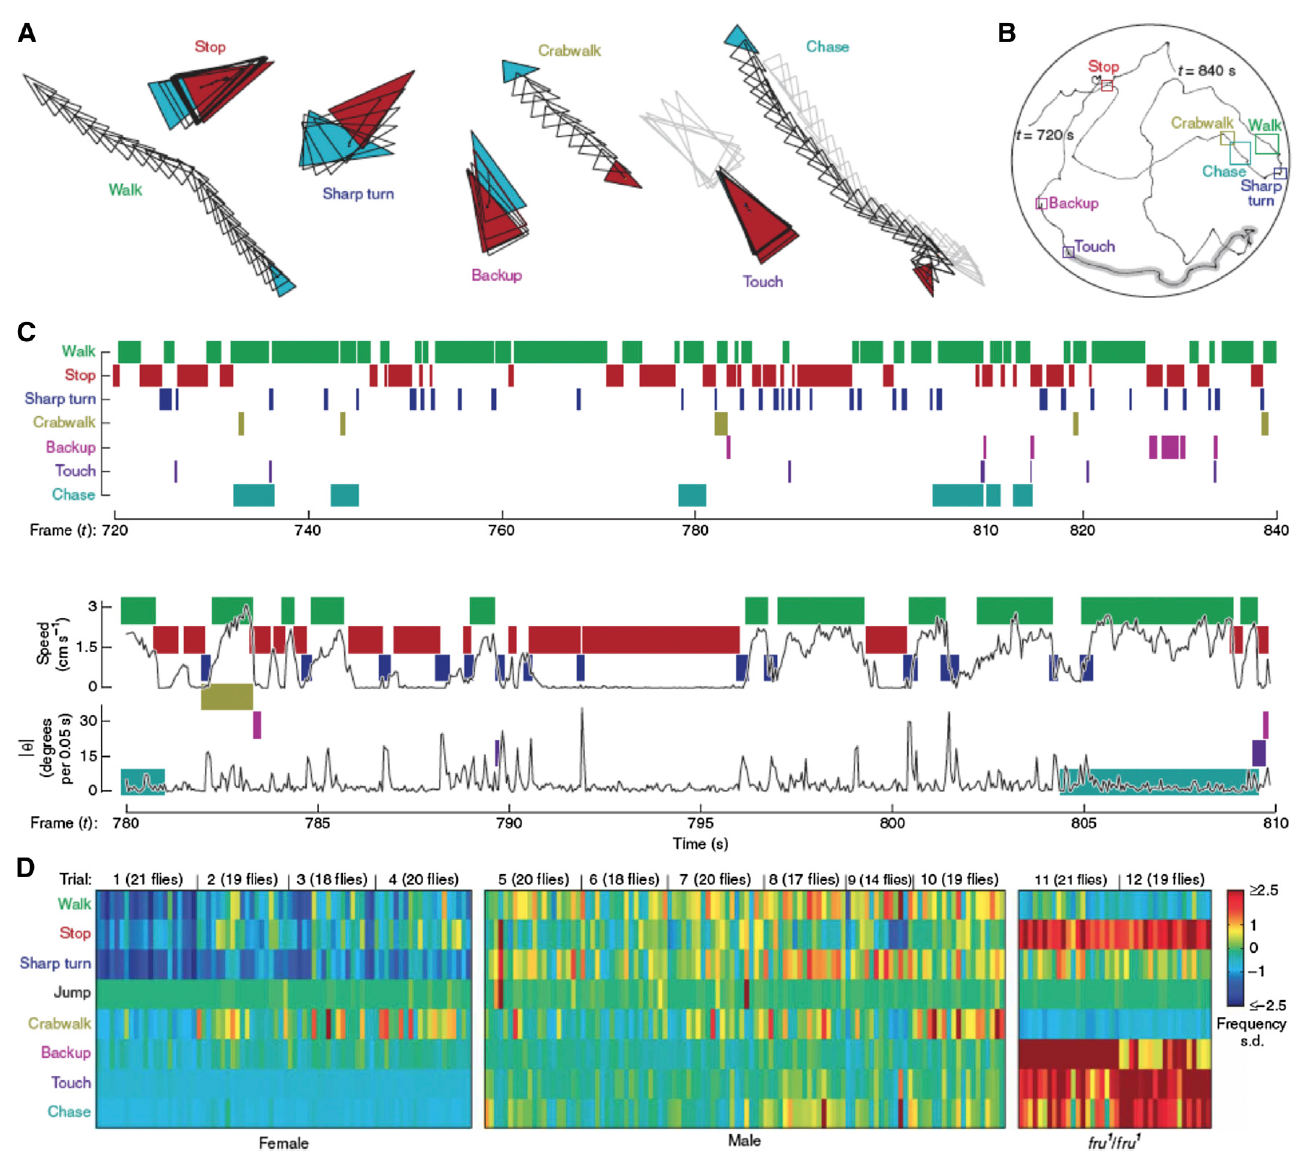 A
Stop
Crabwalk
Chase
Walk
Sharp turn
Backup
Touch
B
Stop
t = 840 s
t = 720 s
Crabwalk
Walk
Chase
Sharp
turn
Backup
Touch
C
Walk
Stop
Sharp turn
Crabwalk
Backup
Touch
Chase
Frame (t): 720 740 760 780 810 820 840
Speed
(cm s⁻¹)
3
1.5
0
|θ|
(degrees
per 0.05 s)
30
15
0
Frame (t): 780 785 790 795 800 805 810
Time (s)
D
Trial: 1 (21 flies) 2 (19 flies) 3 (18 flies) 4 (20 flies) 5 (20 flies) 6 (18 flies) 7 (20 flies) 8 (17 flies) 9 (14 flies) 10 (19 flies) 11 (21 flies) 12 (19 flies)
Walk
Stop
Sharp turn
Jump
Crabwalk
Backup
Touch
Chase
≥2.5
1
0
−1
≤−2.5
Frequency
s.d.
Female
Male
fru¹/fru¹